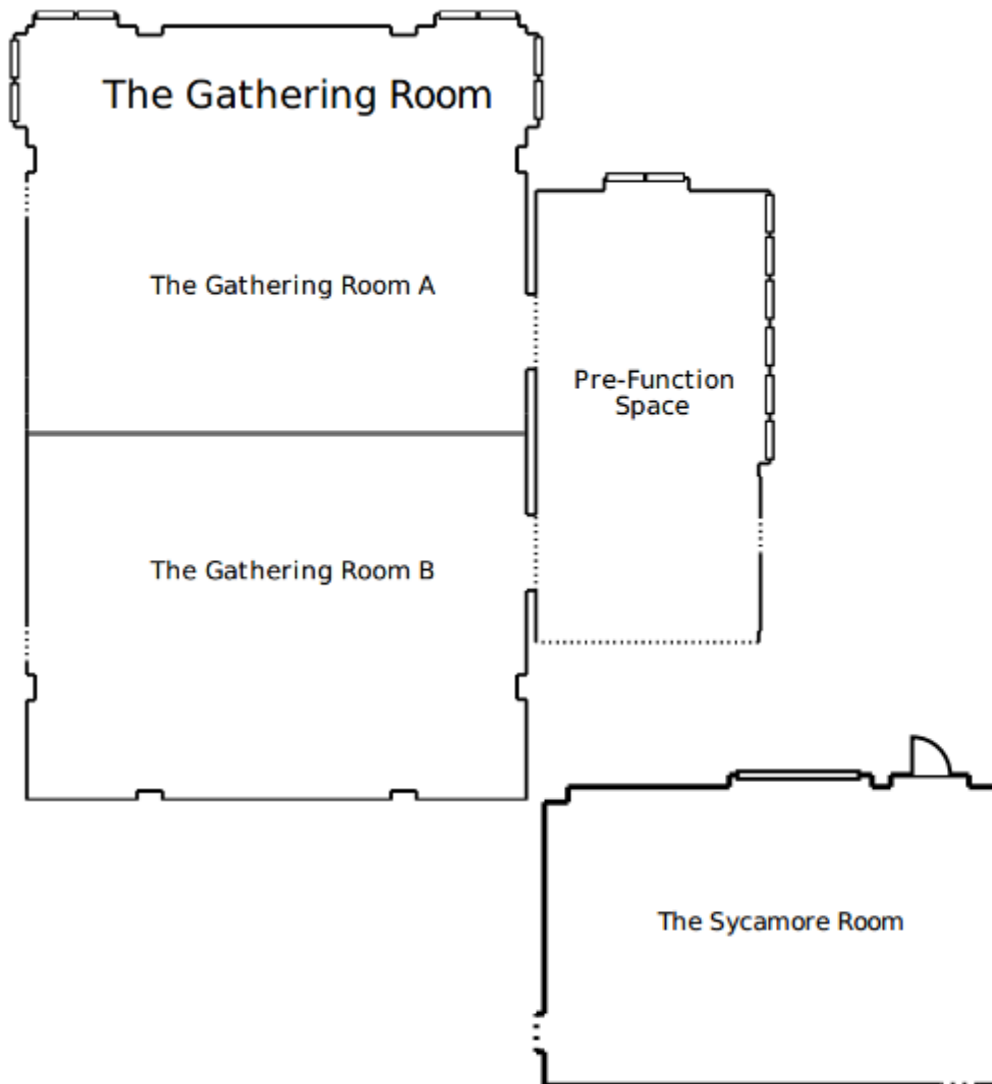 The Gathering Room
The Gathering Room A
Pre-Function
Space
The Gathering Room B
The Sycamore Room